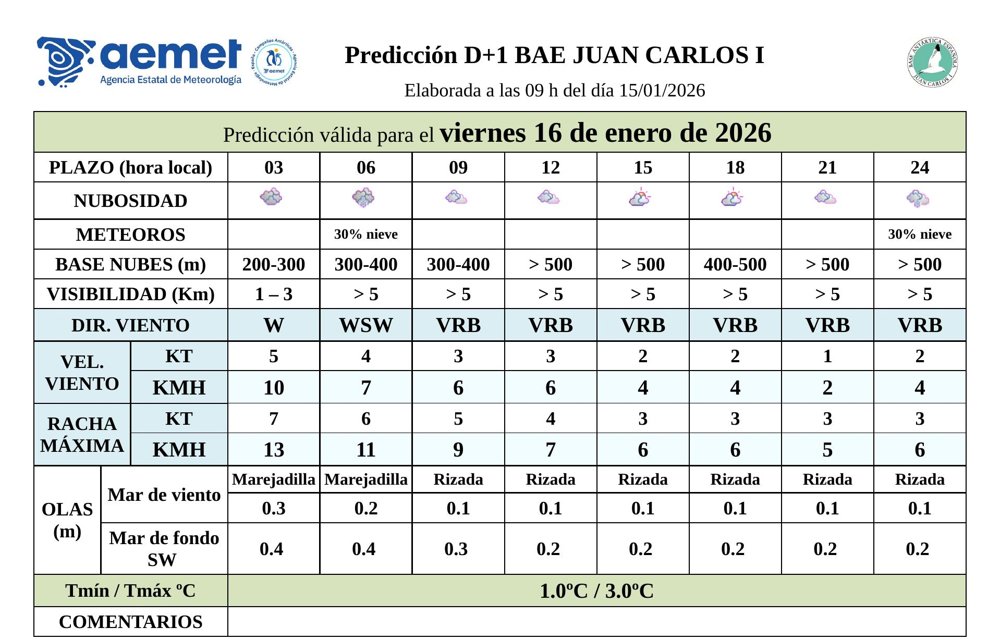 aemet
Agencia Estatal de Meteorología
Campañas Antárticas · Agencia Estatal de Meteorología · España ·
aemet
Predicción D+1 BAE JUAN CARLOS I
Elaborada a las 09 h del día 15/01/2026
BASE ANTÁRTICA ESPAÑOLA
JUAN CARLOS I
Predicción válida para el viernes 16 de enero de 2026
PLAZO (hora local) 03 06 09 12 15 18 21 24
NUBOSIDAD
METEOROS 30% nieve 30% nieve
BASE NUBES (m) 200-300 300-400 300-400 > 500 > 500 400-500 > 500 > 500
VISIBILIDAD (Km) 1 – 3 > 5 > 5 > 5 > 5 > 5 > 5 > 5
DIR. VIENTO W WSW VRB VRB VRB VRB VRB VRB
VEL.
VIENTO
KT 5 4 3 3 2 2 1 2
KMH 10 7 6 6 4 4 2 4
RACHA
MÁXIMA
KT 7 6 5 4 3 3 3 3
KMH 13 11 9 7 6 6 5 6
OLAS
(m)
Mar de viento
Marejadilla Marejadilla Rizada Rizada Rizada Rizada Rizada Rizada
0.3 0.2 0.1 0.1 0.1 0.1 0.1 0.1
Mar de fondo
SW
0.4 0.4 0.3 0.2 0.2 0.2 0.2 0.2
Tmín / Tmáx ºC 1.0ºC / 3.0ºC
COMENTARIOS